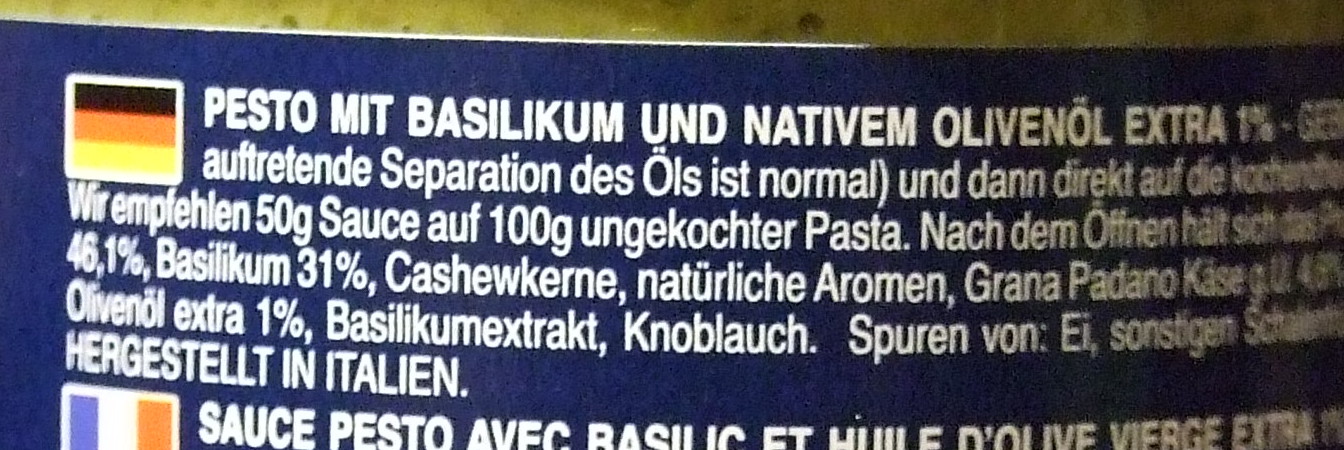 PESTO MIT BASILIKUM UND NATIVEM OLIVENÖL EXTRA 1% -
auftretende Separation des Öls ist normal) und dann direkt auf die
Wir empfehlen 50g Sauce auf 100g ungekochter Pasta. Nach dem Öffnen hält sich
46,1%, Basilikum 31%, Cashewkerne, natürliche Aromen, Grana Padano Käse g.U.
Olivenöl extra 1%, Basilikumextrakt, Knoblauch. Spuren von: Ei, sonstigen
HERGESTELLT IN ITALIEN.
SAUCE PESTO AVEC BASILIC ET HUILE D'OLIVE VIERGE EXTRA